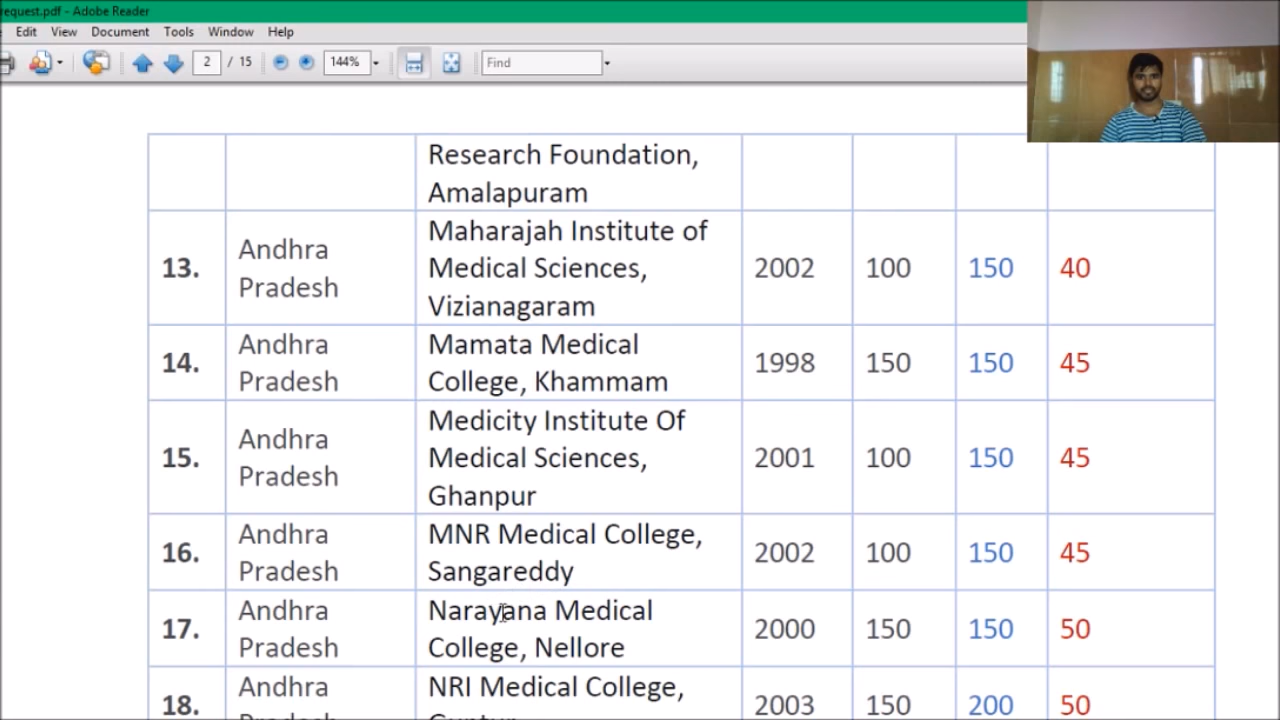 request.pdf - Adobe Reader
Edit View Document Tools Window Help
2 / 15 144% Find
Research Foundation,
Amalapuram
13. Andhra Pradesh Maharajah Institute of Medical Sciences, Vizianagaram 2002 100 150 40
14. Andhra Pradesh Mamata Medical College, Khammam 1998 150 150 45
15. Andhra Pradesh Medicity Institute Of Medical Sciences, Ghanpur 2001 100 150 45
16. Andhra Pradesh MNR Medical College, Sangareddy 2002 100 150 45
17. Andhra Pradesh Narayana Medical College, Nellore 2000 150 150 50
18. Andhra NRI Medical College, 2003 150 200 50